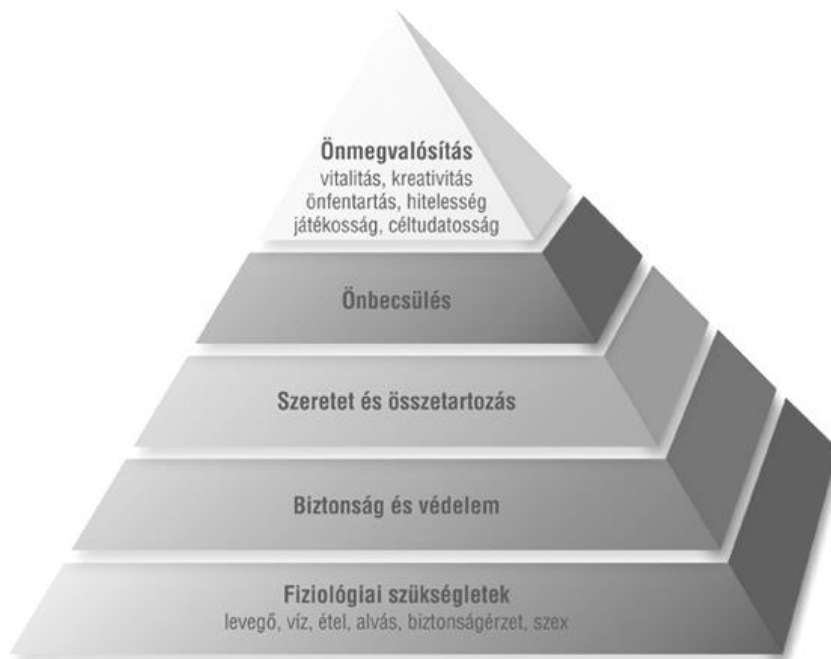 Önmegvalósítás
vitalitás, kreativitás
önfentartás, hitelesség
játékosság, céltudatosság
Önbecsülés
Szeretet és összetartozás
Biztonság és védelem
Fiziológiai szükségletek
levegő, víz, étel, alvás, biztonságérzet, szex